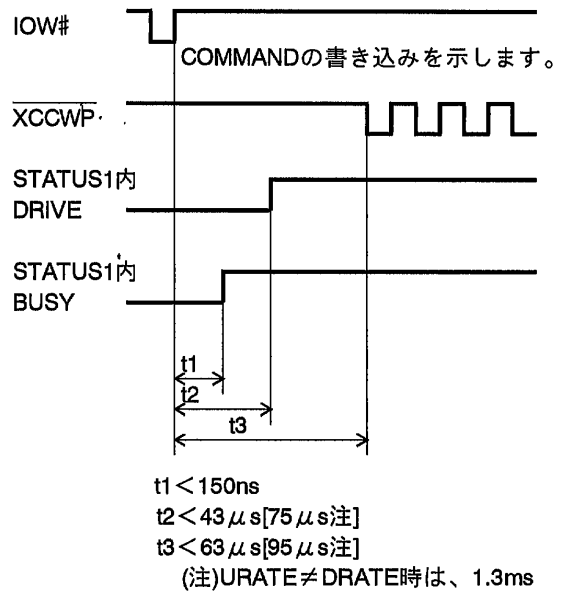 IOW#
COMMANDの書き込みを示します。
XCCWP
STATUS1内
DRIVE
STATUS1内
BUSY
t1
t2
t3
t1＜150ns
t2＜43μs[75μs注]
t3＜63μs[95μs注]
(注)URATE≠DRATE時は、1.3ms